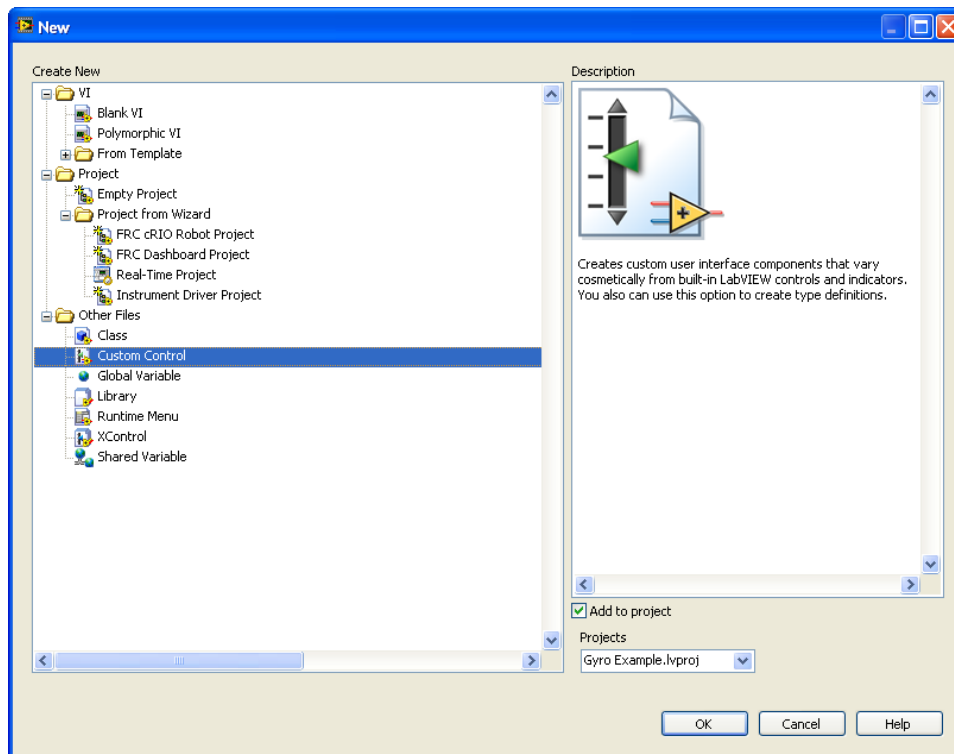 New
Create New
VI
Blank VI
Polymorphic VI
From Template
Project
Empty Project
Project from Wizard
FRC cRIO Robot Project
FRC Dashboard Project
Real-Time Project
Instrument Driver Project
Other Files
Class
Custom Control
Global Variable
Library
Runtime Menu
XControl
Shared Variable
Description
Creates custom user interface components that vary
cosmetically from built-in LabVIEW controls and indicators.
You also can use this option to create type definitions.
Add to project
Projects
Gyro Example.lvproj
OK
Cancel
Help